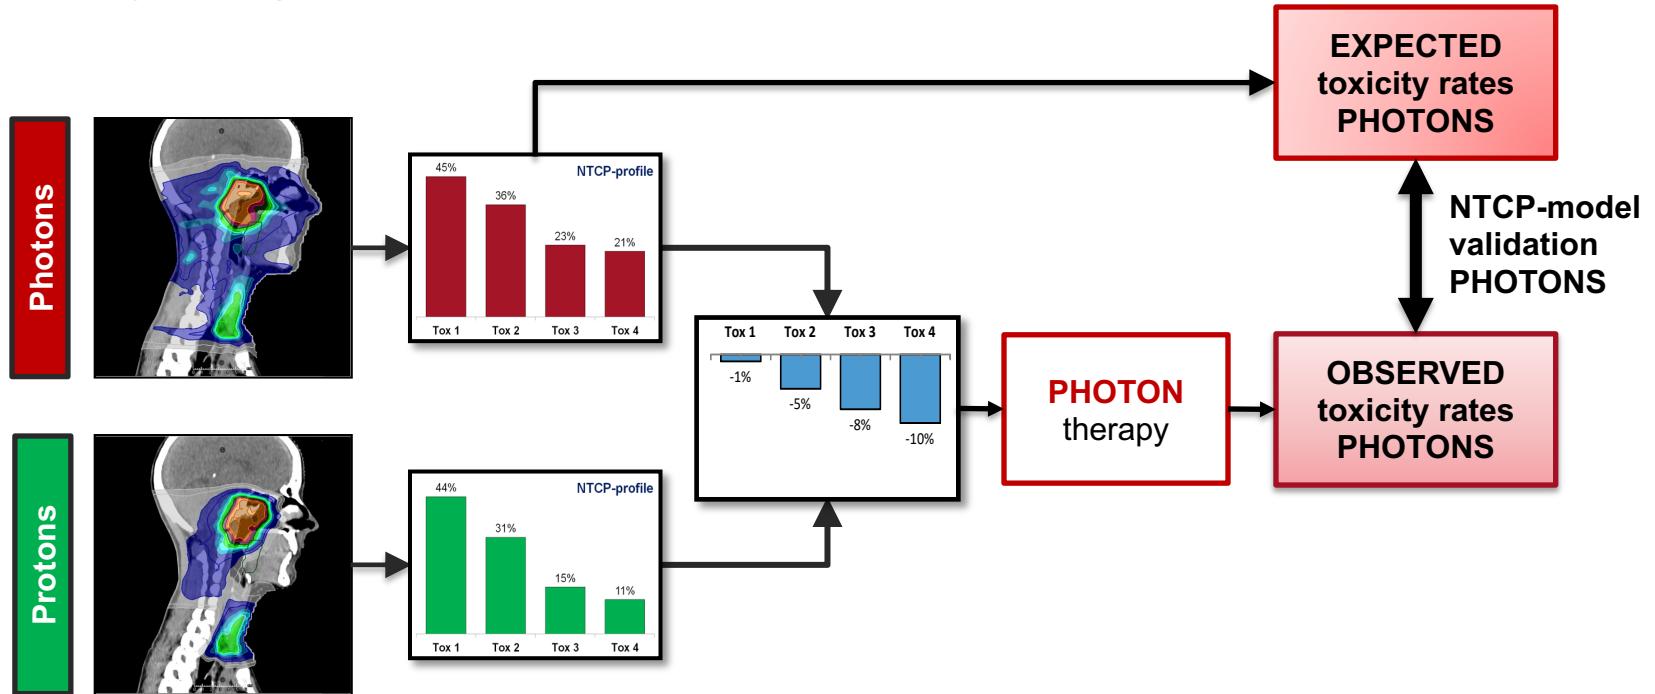 Photons
45%
NTCP-profile
36%
23%
21%
Tox 1 Tox 2 Tox 3 Tox 4
EXPECTED
toxicity rates
PHOTONS
NTCP-model
validation
PHOTONS
Tox 1 Tox 2 Tox 3 Tox 4
-1%
-5%
-8%
-10%
PHOTON
therapy
OBSERVED
toxicity rates
PHOTONS
Protons
44%
NTCP-profile
31%
15%
11%
Tox 1 Tox 2 Tox 3 Tox 4